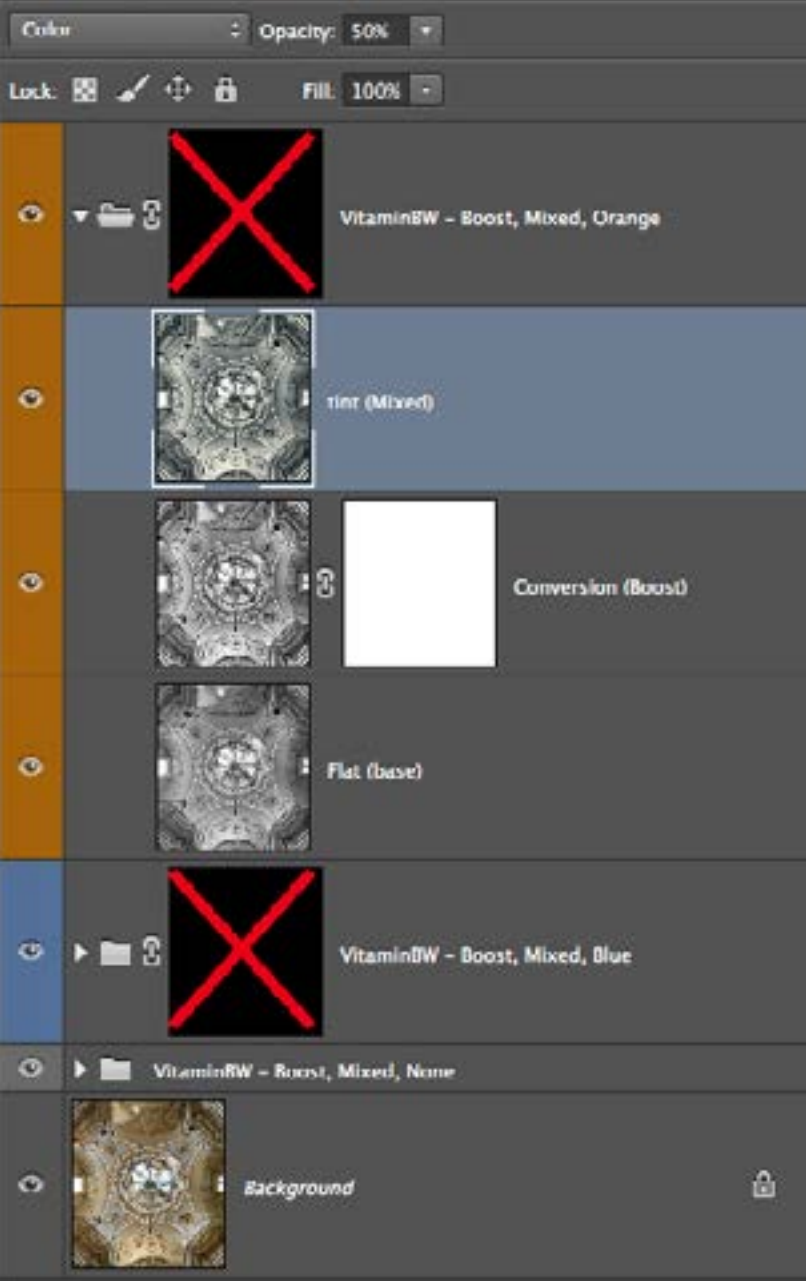 Color
Opacity: 50%
Lock:
Fill: 100%
VitaminBW - Boost, Mixed, Orange
tint (Mixed)
Conversion (Boost)
Flat (base)
VitaminBW - Boost, Mixed, Blue
VitaminBW - Boost, Mixed, None
Background